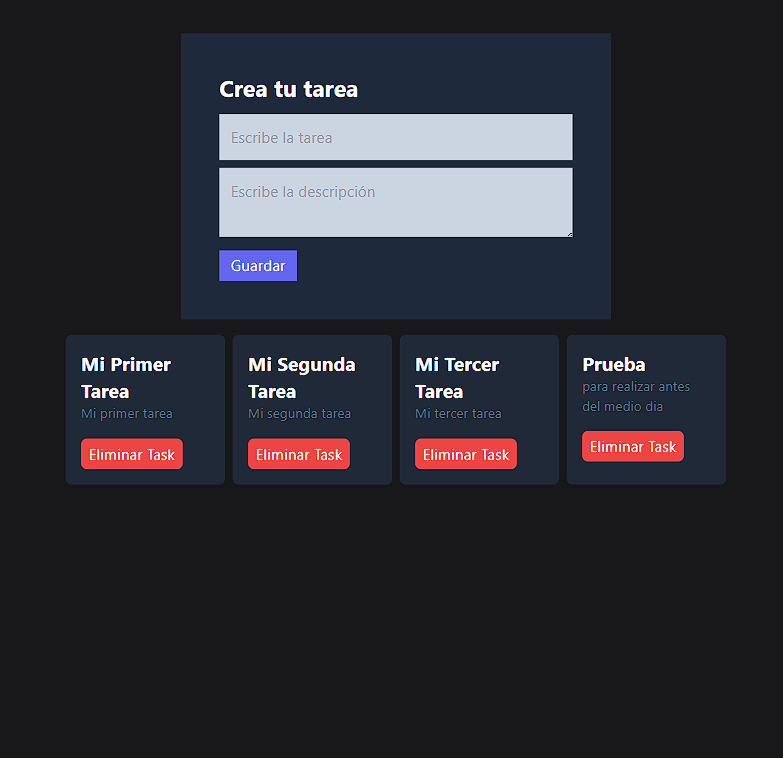 Crea tu tarea
Escribe la tarea
Escribe la descripción
Guardar
Mi Primer
Tarea
Mi primer tarea
Eliminar Task
Mi Segunda
Tarea
Mi segunda tarea
Eliminar Task
Mi Tercer
Tarea
Mi tercer tarea
Eliminar Task
Prueba
para realizar antes
del medio dia
Eliminar Task